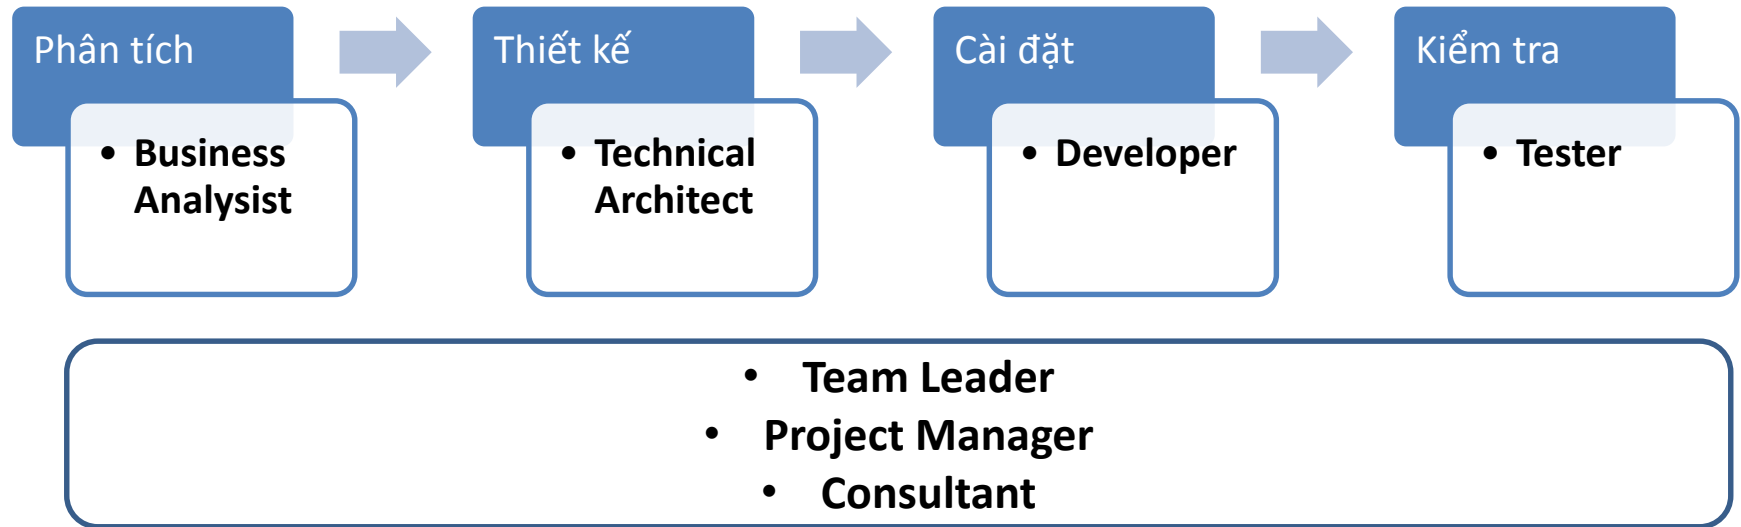 Phân tích
• Business
Analysist
Thiết kế
• Technical
Architect
Cài đặt
• Developer
Kiểm tra
• Tester
• Team Leader
• Project Manager
• Consultant